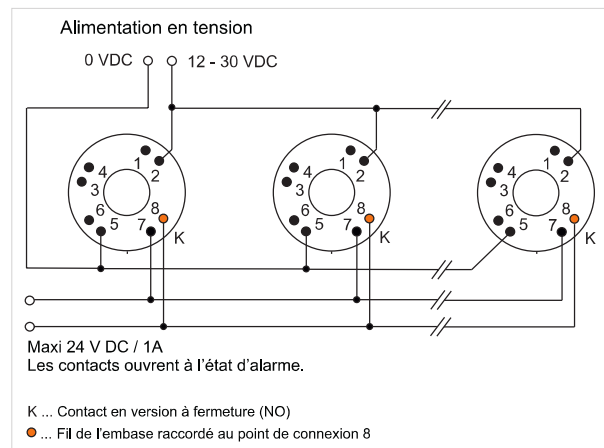 Alimentation en tension
0 VDC 12 - 30 VDC
1 2 3 4 5 6 7 8 K
1 2 3 4 5 6 7 8 K
1 2 3 4 5 6 7 8 K
Maxi 24 V DC / 1A
Les contacts ouvrent à l'état d'alarme.
K ... Contact en version à fermeture (NO)
... Fil de l'embase raccordé au point de connexion 8